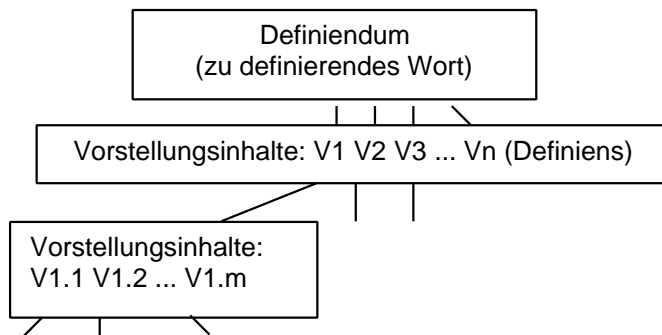 Definiendum
(zu definierendes Wort)
Vorstellungsinhalte: V1 V2 V3 ... Vn (Definiens)
Vorstellungsinhalte:
V1.1 V1.2 ... V1.m